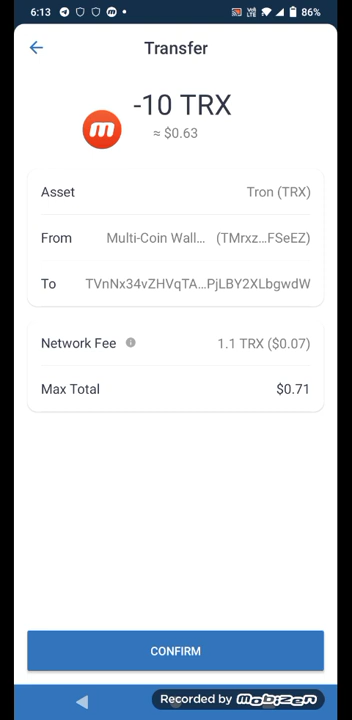 6:13 86%
Transfer
-10 TRX
≈ $0.63
Asset Tron (TRX)
From Multi-Coin Wall... (TMrxz...FSeEZ)
To TVnNx34vZHVqTA...PjLBY2XLbgwdW
Network Fee 1.1 TRX ($0.07)
Max Total $0.71
CONFIRM
Recorded by MOBIZEN